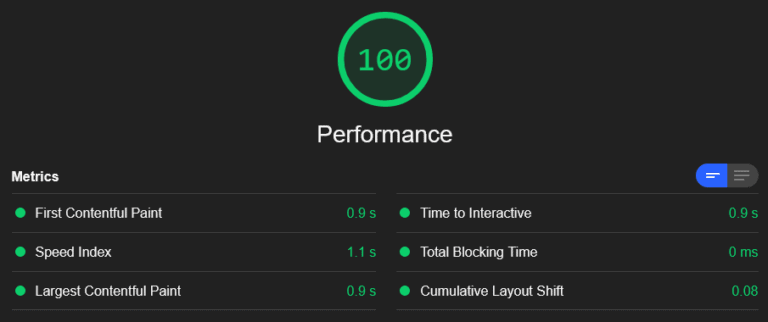 100
Performance
Metrics
First Contentful Paint 0.9 s
Time to Interactive 0.9 s
Speed Index 1.1 s
Total Blocking Time 0 ms
Largest Contentful Paint 0.9 s
Cumulative Layout Shift 0.08